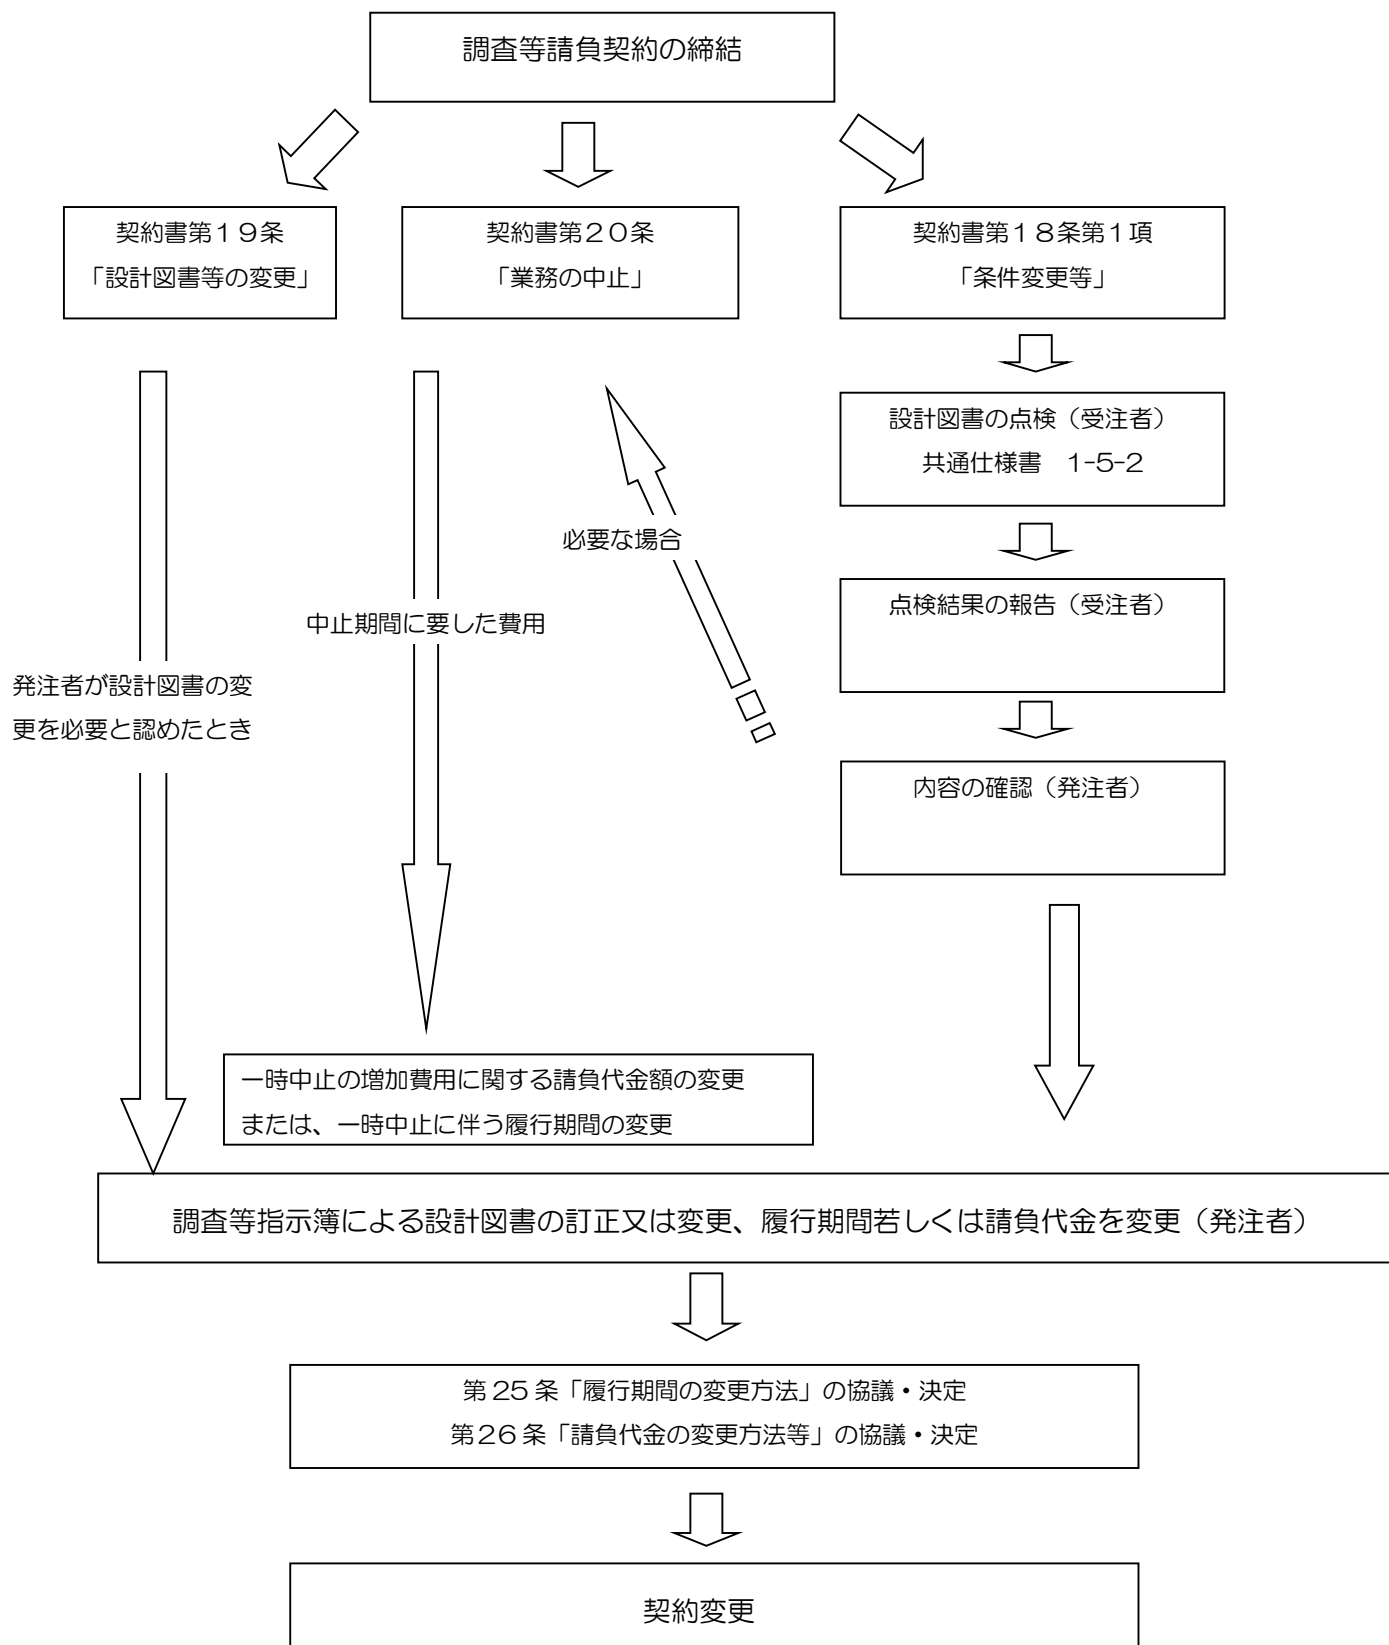 調査等請負契約の締結
契約書第１９条
「設計図書等の変更」
契約書第２０条
「業務の中止」
契約書第１８条第１項
「条件変更等」
設計図書の点検（受注者）
共通仕様書　1-5-2
必要な場合
点検結果の報告（受注者）
中止期間に要した費用
発注者が設計図書の変
更を必要と認めたとき
内容の確認（発注者）
一時中止の増加費用に関する請負代金額の変更
または、一時中止に伴う履行期間の変更
調査等指示簿による設計図書の訂正又は変更、履行期間若しくは請負代金を変更（発注者）
第 25 条「履行期間の変更方法」の協議・決定
第２６条「請負代金の変更方法等」の協議・決定
契約変更